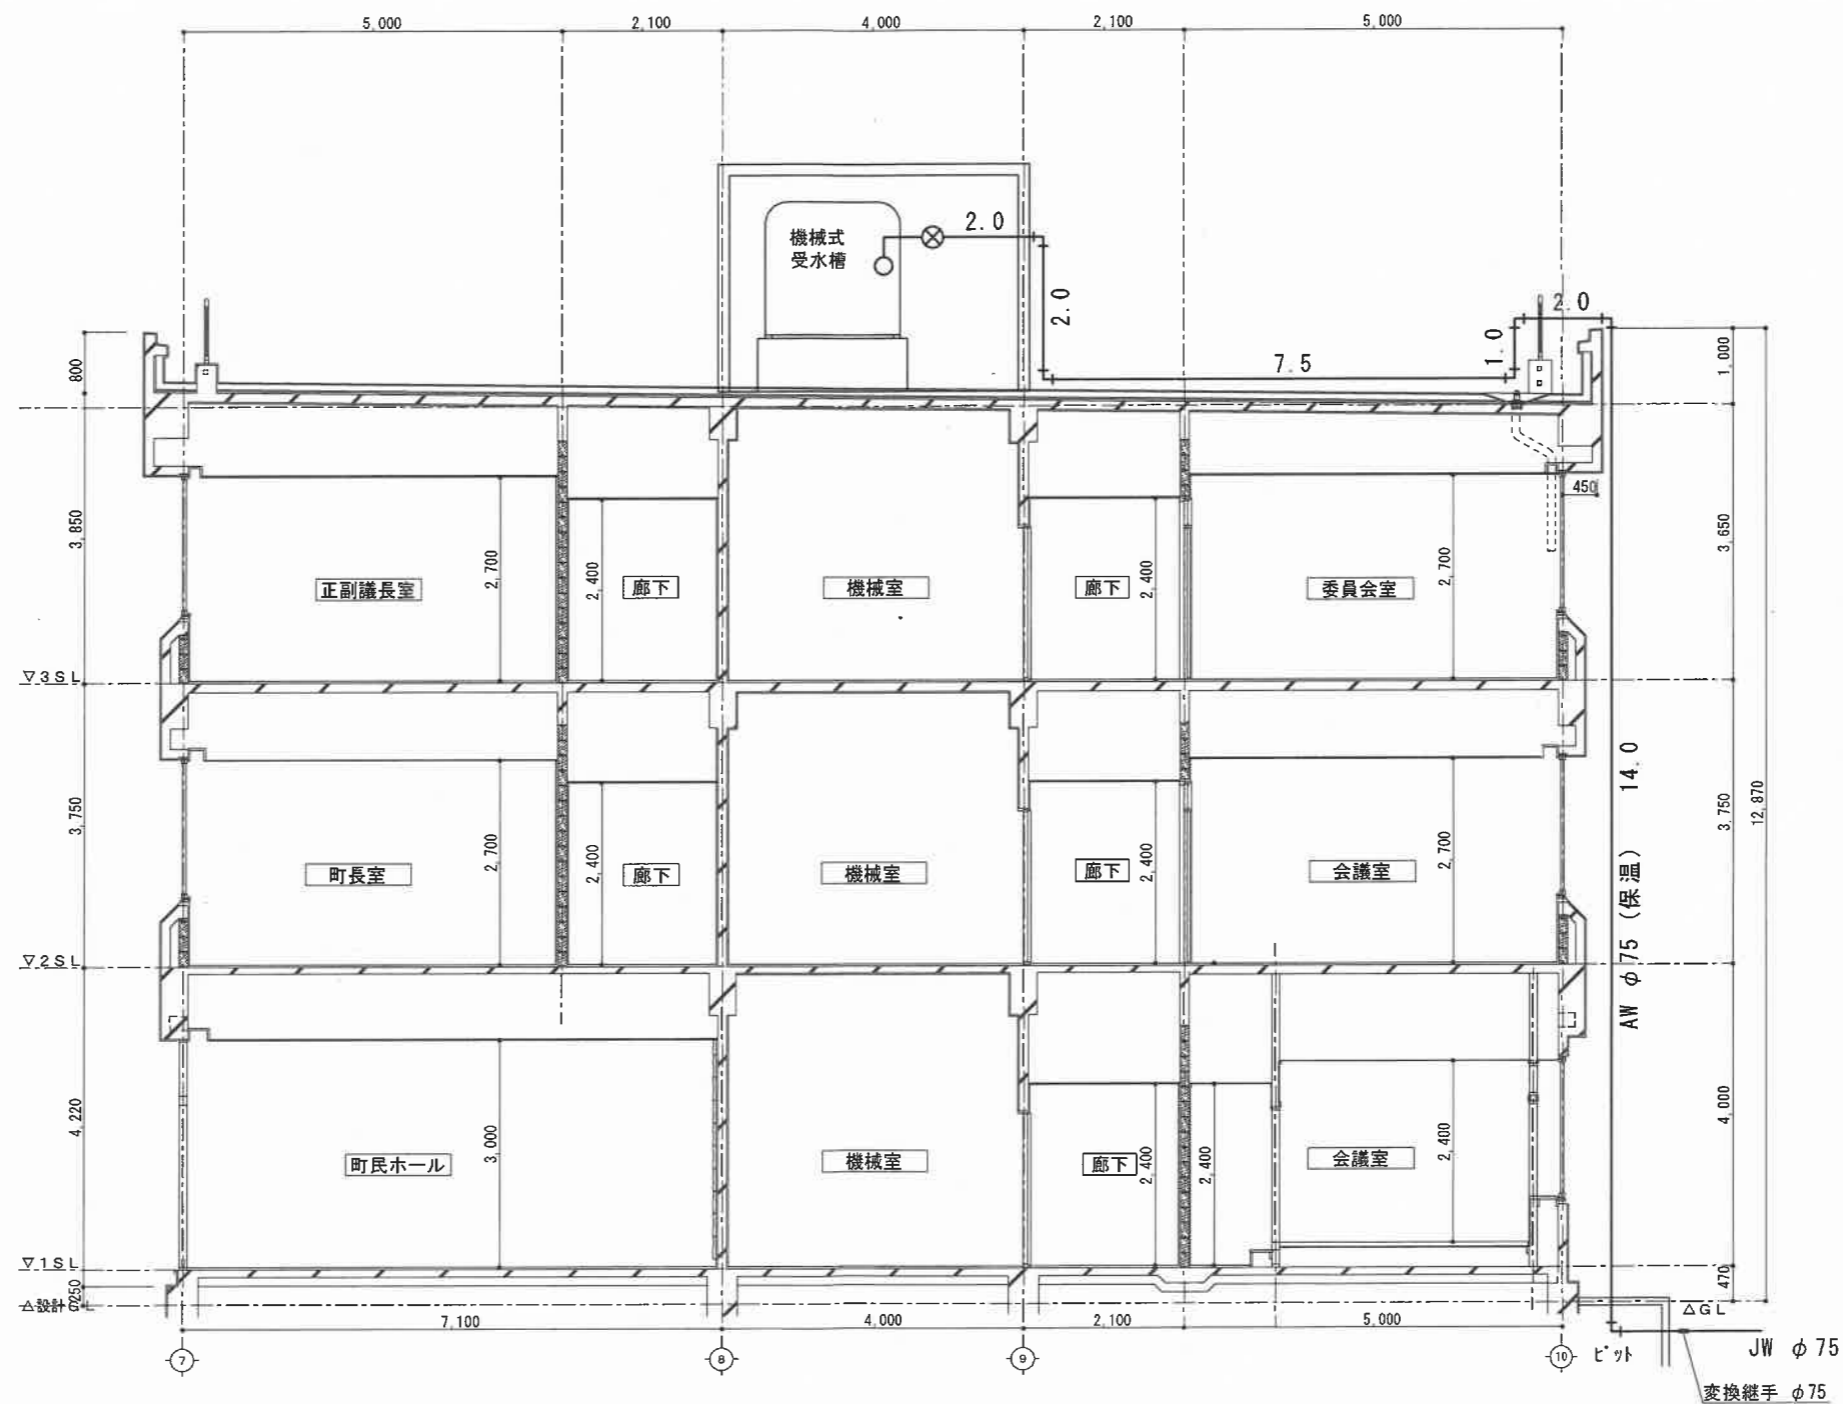 5,000 2,100 4,000 2,100 5,000
機械式
受水槽
2.0
2.0
7.5
1.0
2.0
800
1,000
450
3,850
3,650
正副議長室
2,700
2,400
廊下
機械室
廊下
2,400
委員会室
2,700
▽3SL
3,750
3,750
12,870
町長室
2,700
2,400
廊下
機械室
廊下
2,400
会議室
2,700
AW φ75 (保温) 14.0
▽2SL
4,220
4,000
町民ホール
3,000
機械室
廊下
2,400
2,400
会議室
2,400
▽1SL
250
470
△設計GL
△GL
7,100 4,000 2,100 5,000
7 8 9 10
ピット
JW φ75
変換継手 φ75